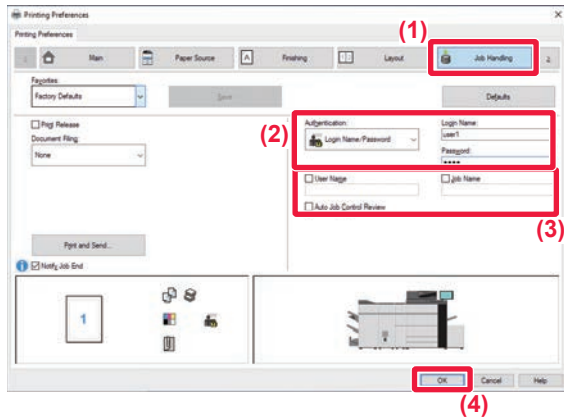 Printing Preferences
Printing Preferences
(1)
Main
Paper Source
Finishing
Layout
Job Handling
Favorites:
Factory Defaults
Save
Defaults
Print Release
Document Filing:
None
(2)
Authentication:
Login Name/Password
Login Name:
user1
Password:
••••
User Name
Job Name
Auto Job Control Review
(3)
Print and Send...
Notify Job End
1
OK
Cancel
Help
(4)